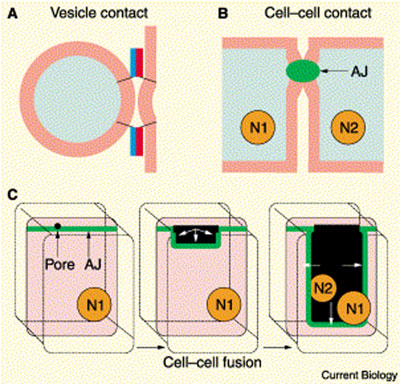 A Vesicle contact
B Cell–cell contact
AJ
N1 N2
C
Pore AJ
N1
N1
N2
N1
Cell–cell fusion
Current Biology